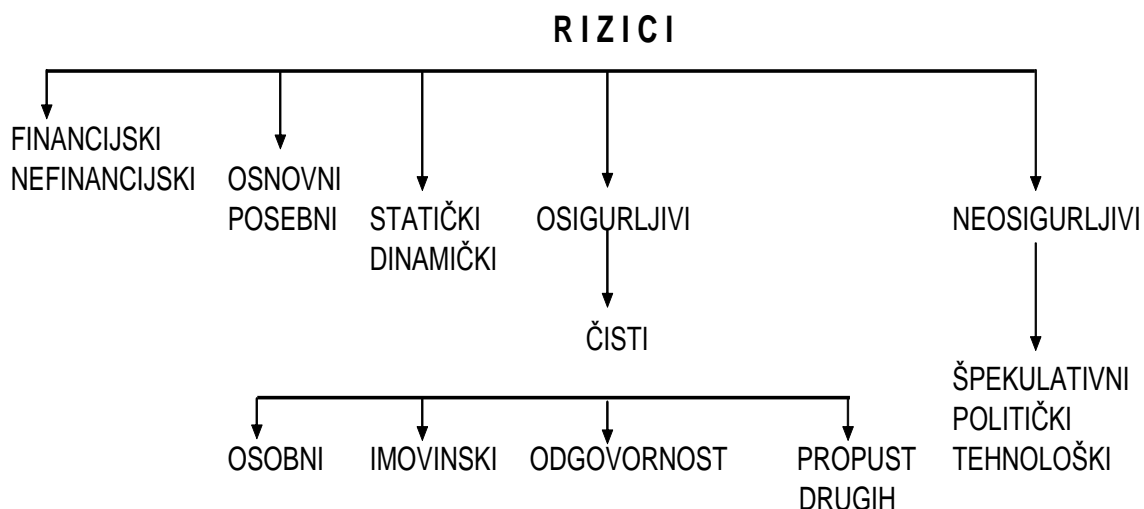 RIZICI
FINANCIJSKI
NEFINANCIJSKI
OSNOVNI
POSEBNI
STATIČKI
DINAMIČKI
OSIGURLJIVI
NEOSIGURLJIVI
ČISTI
ŠPEKULATIVNI
POLITIČKI
TEHNOLOŠKI
OSOBNI
IMOVINSKI
ODGOVORNOST
PROPUST
DRUGIH